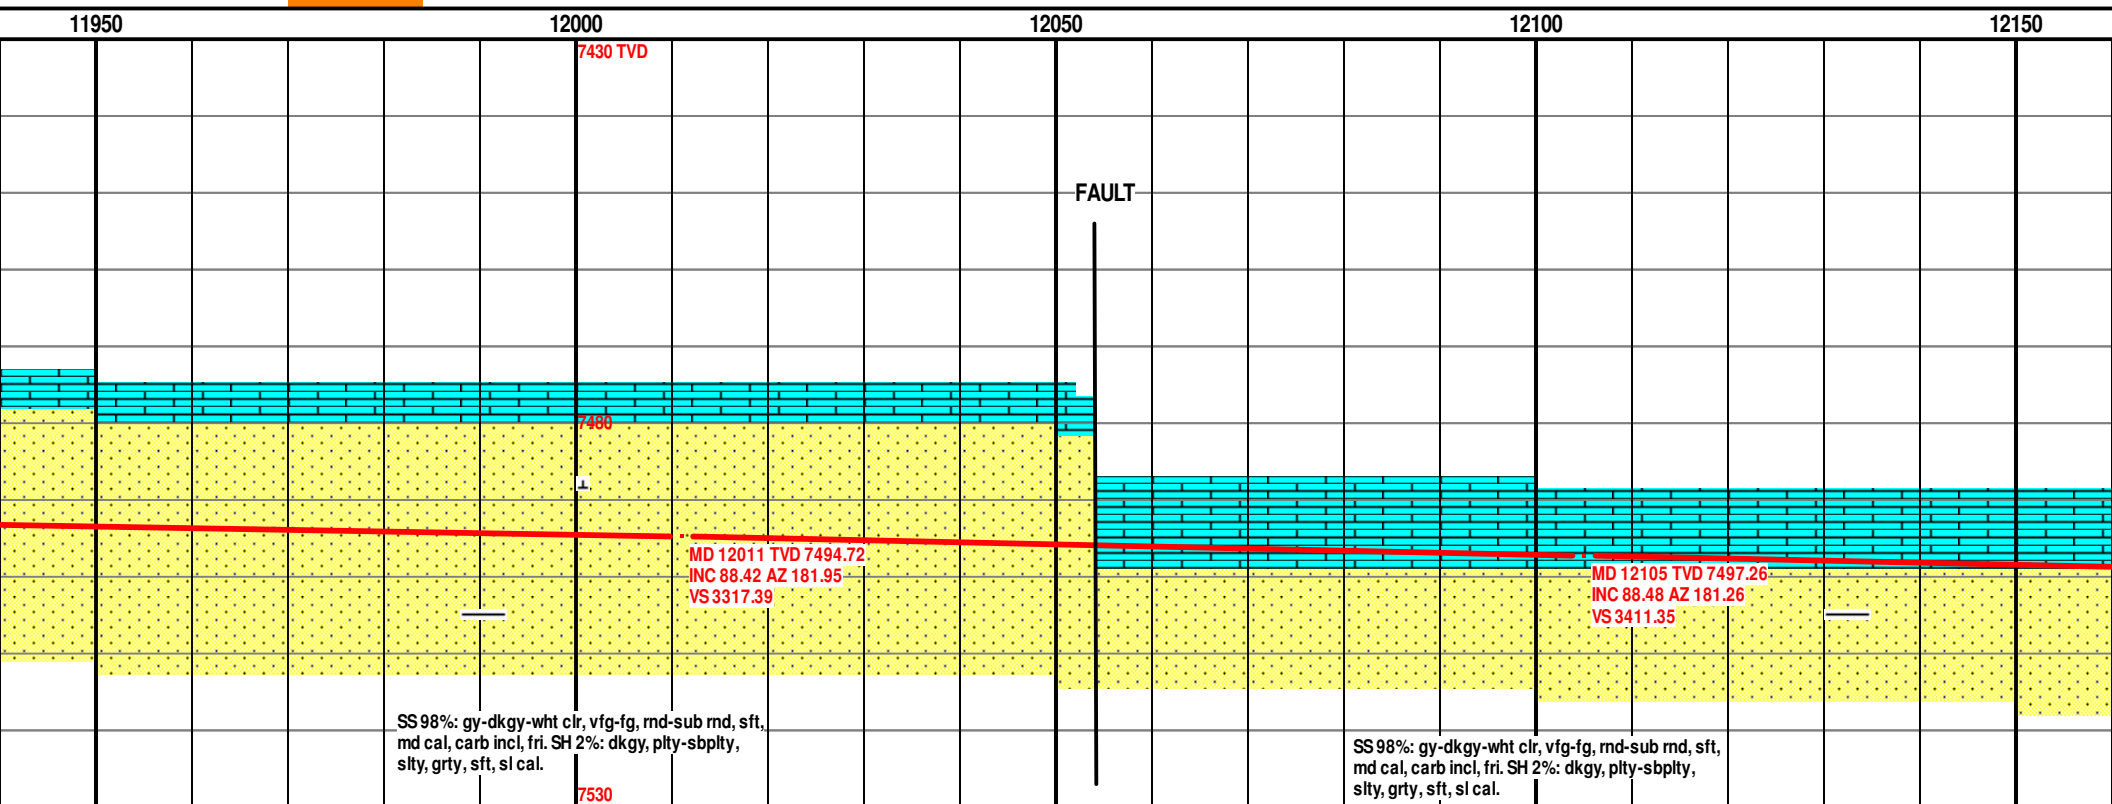 11950 12000 12050 12100 12150
7430 TVD
FAULT
7480
MD 12011 TVD 7494.72
INC 88.42 AZ 181.95
VS 3317.39
MD 12105 TVD 7497.26
INC 88.48 AZ 181.26
VS 3411.35
SS 98%: gy-dkgy-wht clr, vfg-fg, rnd-sub rnd, sft,
md cal, carb incl, fri. SH 2%: dkgy, plty-sbplty,
slty, grty, sft, sl cal.
SS 98%: gy-dkgy-wht clr, vfg-fg, rnd-sub rnd, sft,
md cal, carb incl, fri. SH 2%: dkgy, plty-sbplty,
slty, grty, sft, sl cal.
7530